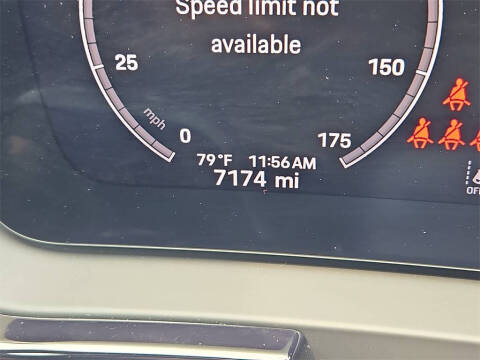 Speed limit not
available
25
150
mph
0
175
79°F 11:56AM
7174 mi